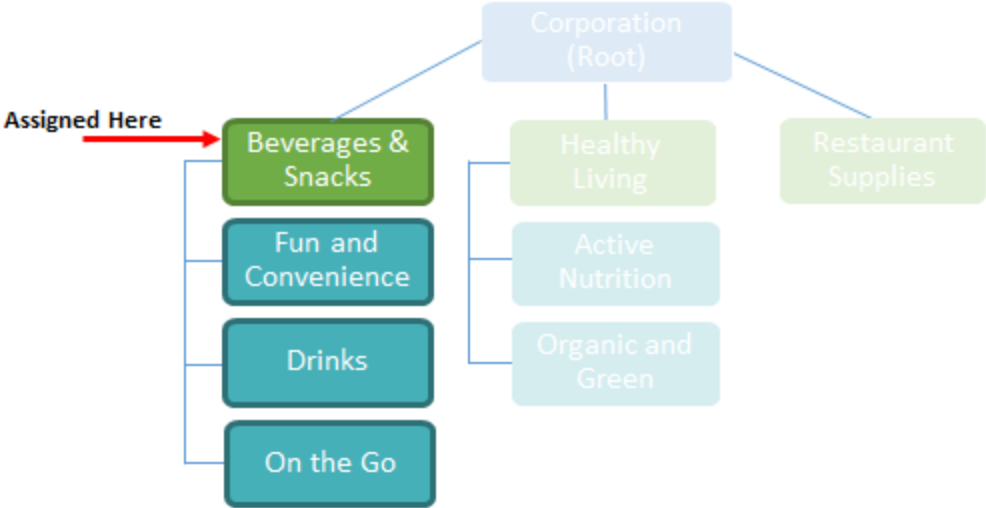 Corporation
(Root)
Assigned Here
Beverages &
Snacks
Healthy
Living
Restaurant
Supplies
Fun and
Convenience
Active
Nutrition
Drinks
Organic and
Green
On the Go